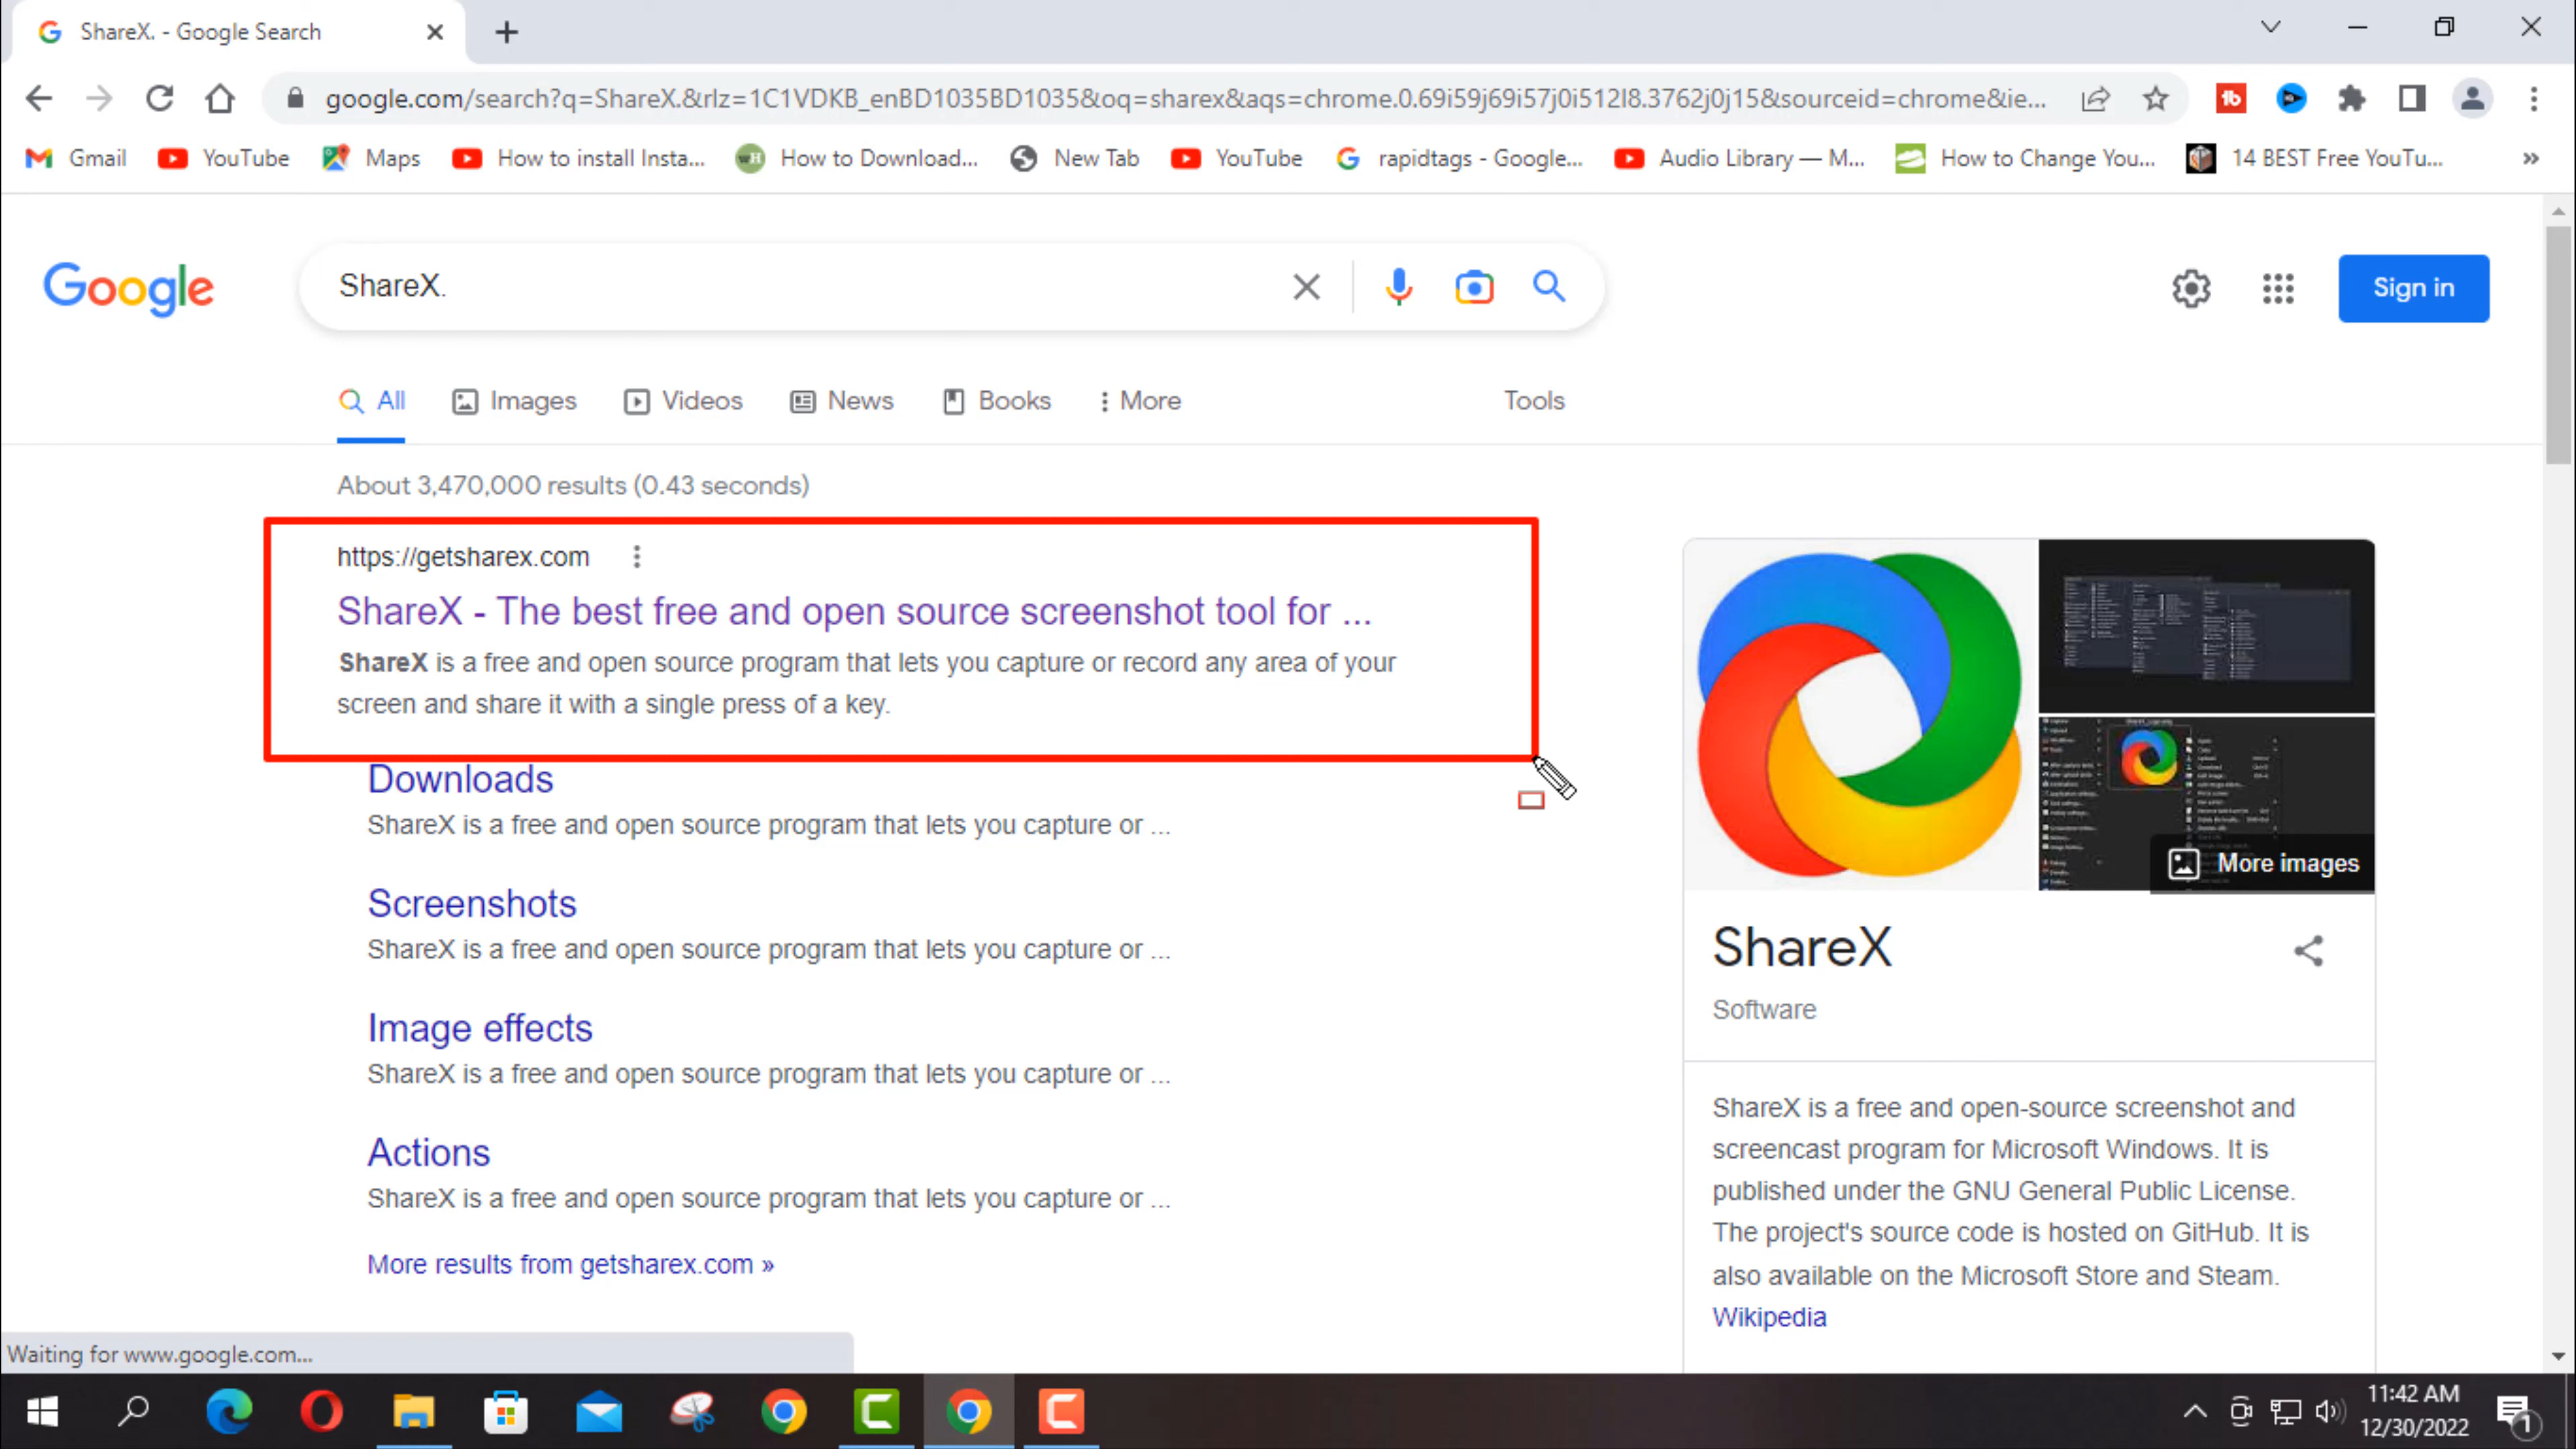 ShareX. - Google Search
google.com/search?q=ShareX.&rlz=1C1VDKB_enBD1035BD1035&oq=sharex&aqs=chrome.0.69i59j69i57j0i512l8.3762j0j15&sourceid=chrome&ie...
Gmail YouTube Maps How to install Insta... How to Download... New Tab YouTube rapidtags - Google... Audio Library — M... How to Change You... 14 BEST Free YouTu... »
Google ShareX. Sign in
All Images Videos News Books More Tools
About 3,470,000 results (0.43 seconds)
https://getsharex.com
ShareX - The best free and open source screenshot tool for ...
ShareX is a free and open source program that lets you capture or record any area of your
screen and share it with a single press of a key.
Downloads
ShareX is a free and open source program that lets you capture or ...
Screenshots
ShareX is a free and open source program that lets you capture or ...
Image effects
ShareX is a free and open source program that lets you capture or ...
Actions
ShareX is a free and open source program that lets you capture or ...
More results from getsharex.com »
More images
ShareX
Software
ShareX is a free and open-source screenshot and
screencast program for Microsoft Windows. It is
published under the GNU General Public License.
The project's source code is hosted on GitHub. It is
also available on the Microsoft Store and Steam.
Wikipedia
Waiting for www.google.com...
11:42 AM
12/30/2022
1